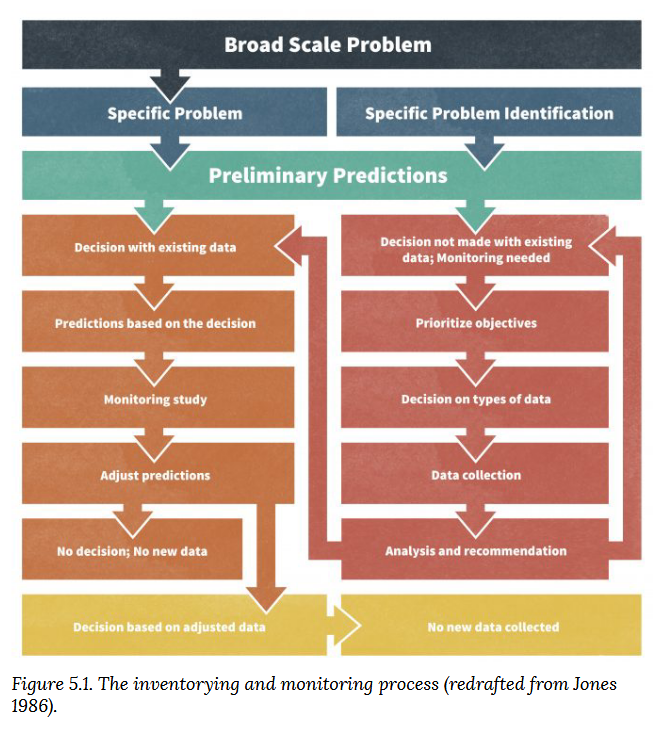 Broad Scale Problem
Specific Problem
Specific Problem Identification
Preliminary Predictions
Decision with existing data
Decision not made with existing
data; Monitoring needed
Predictions based on the decision
Prioritize objectives
Monitoring study
Decision on types of data
Adjust predictions
Data collection
No decision; No new data
Analysis and recommendation
Decision based on adjusted data
No new data collected
Figure 5.1. The inventorying and monitoring process (redrafted from Jones
1986).